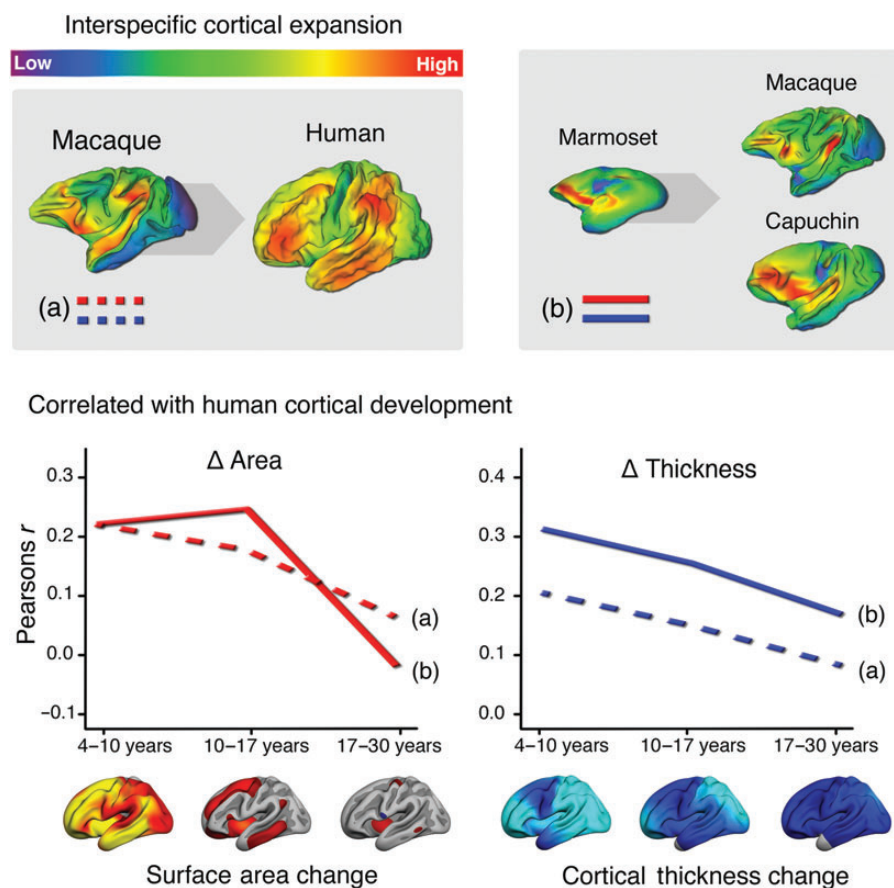 Interspecific cortical expansion
Low High
Macaque
Human
(a)
Marmoset
Macaque
Capuchin
(b)
Correlated with human cortical development
Δ Area
Pearsons r
0.3
0.2
0.1
0.0
−0.1
(a)
(b)
4–10 years 10–17 years 17–30 years
Surface area change
Δ Thickness
0.4
0.3
0.2
0.1
0.0
(b)
(a)
4–10 years 10–17 years 17–30 years
Cortical thickness change